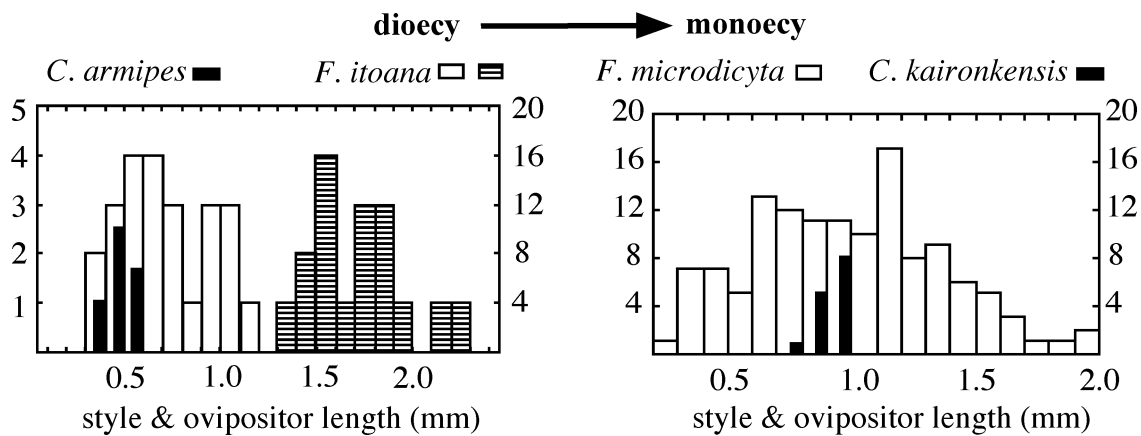 dioecy monoecy
C. armipes F. itoana F. microdicyta C. kaironkensis
5 20 20 20
4 16 16 16
3 12 12 12
2 8 8 8
1 4 4 4
0.5 1.0 1.5 2.0 0.5 1.0 1.5 2.0
style & ovipositor length (mm) style & ovipositor length (mm)